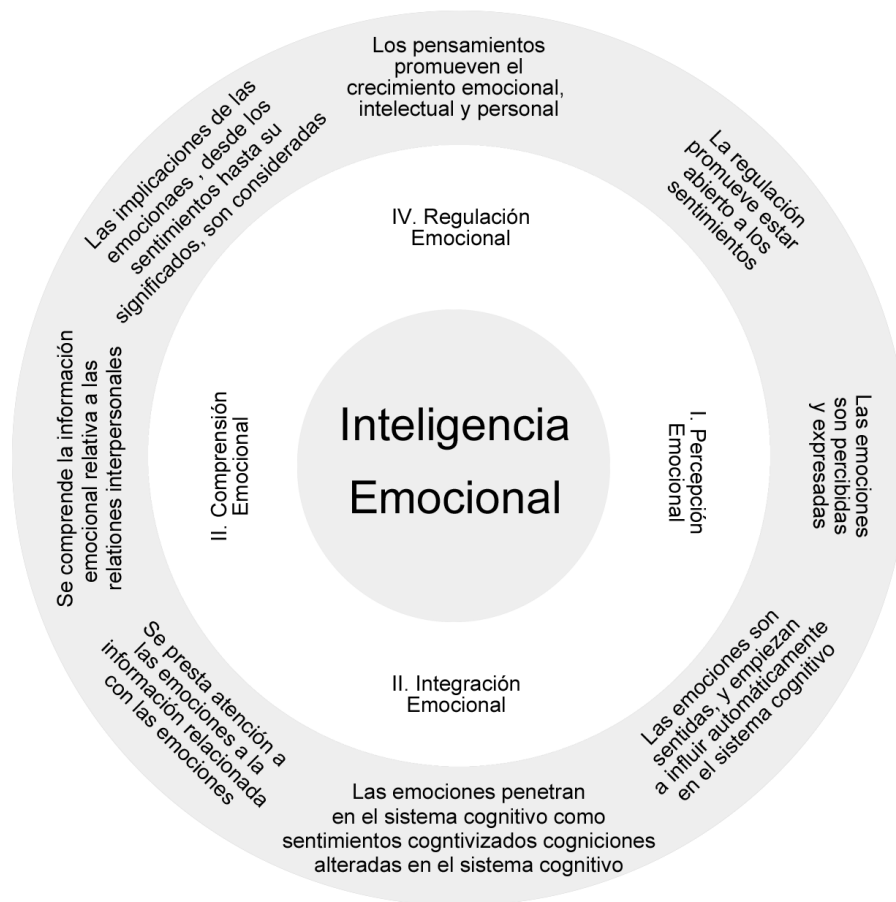 Los pensamientos
promueven el
crecimiento emocional,
intelectual y personal
La regulación
promueve estar
abierto a los
sentimientos
Las emociones
son percibidas
y expresadas
Las emociones son
sentidas, y empiezan
a influir automáticamente
en el sistema cognitivo
Las emociones penetran
en el sistema cognitivo como
sentimientos cogntivizados cogniciones
alteradas en el sistema cognitivo
Se presta atención a
las emociones a la
información relacionada
con las emociones
Se comprende la información
emocional relativa a las
relationes interpersonales
Las implicaciones de las
emocionaes , desde los
sentimientos hasta su
significados, son consideradas
IV. Regulación
Emocional
I. Percepción
Emocional
II. Integración
Emocional
II. Comprensión
Emocional
Inteligencia
Emocional